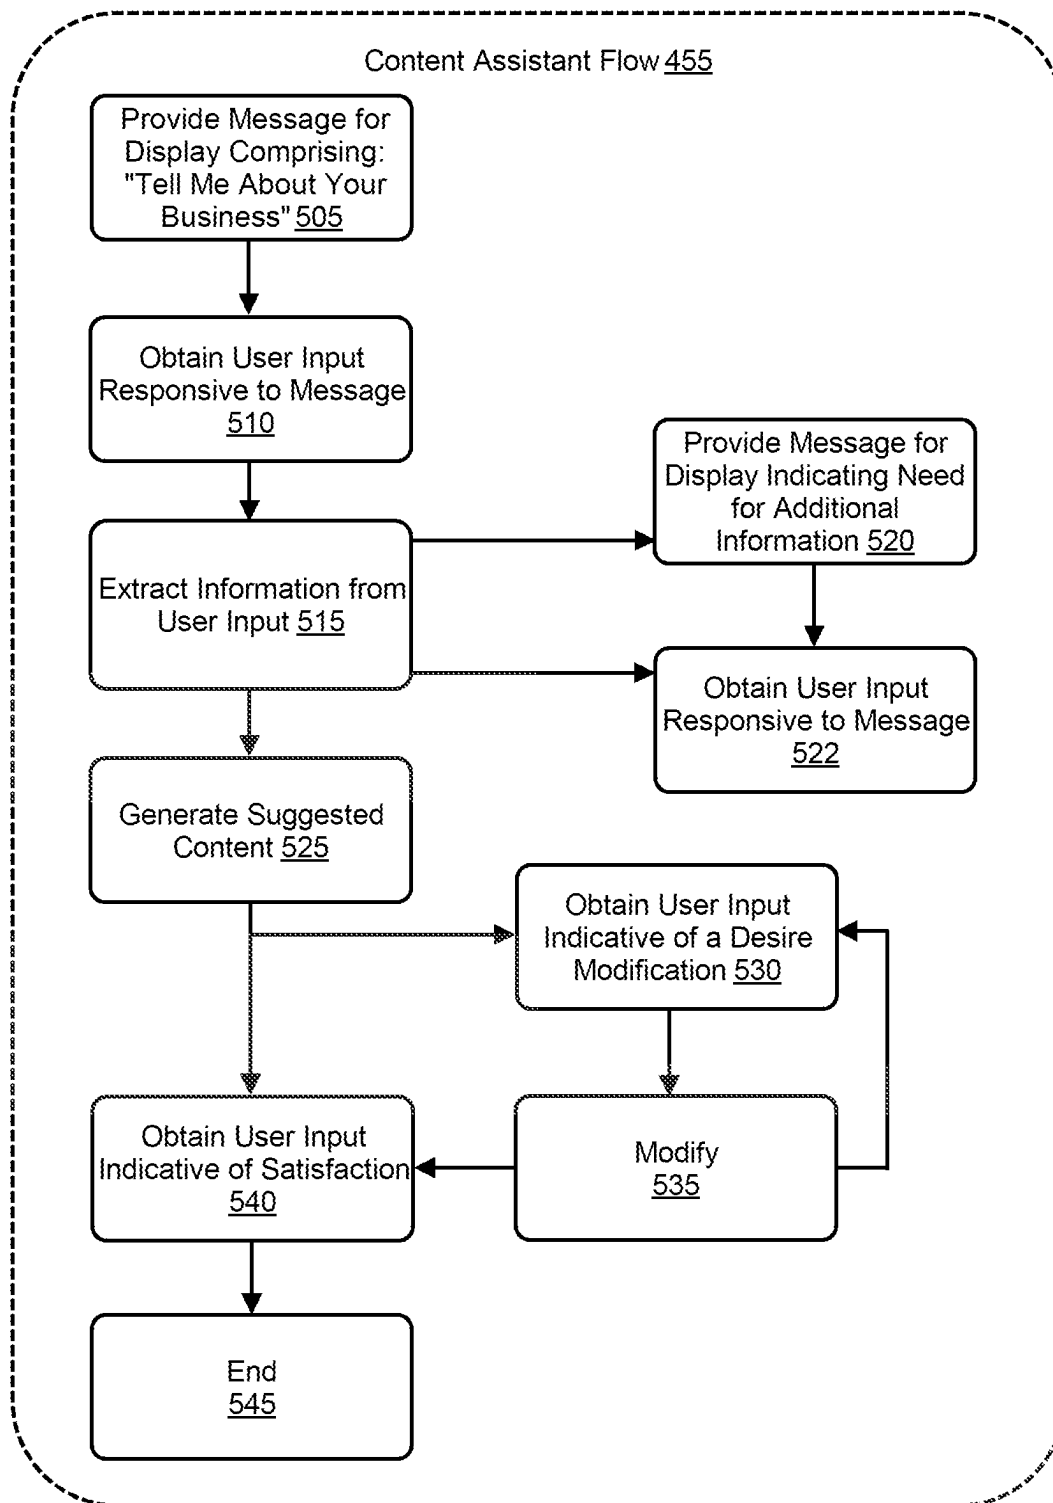 Content Assistant Flow 455
Provide Message for
Display Comprising:
"Tell Me About Your
Business" 505
Obtain User Input
Responsive to Message
510
Extract Information from
User Input 515
Provide Message for
Display Indicating Need
for Additional
Information 520
Obtain User Input
Responsive to Message
522
Generate Suggested
Content 525
Obtain User Input
Indicative of a Desire
Modification 530
Modify
535
Obtain User Input
Indicative of Satisfaction
540
End
545